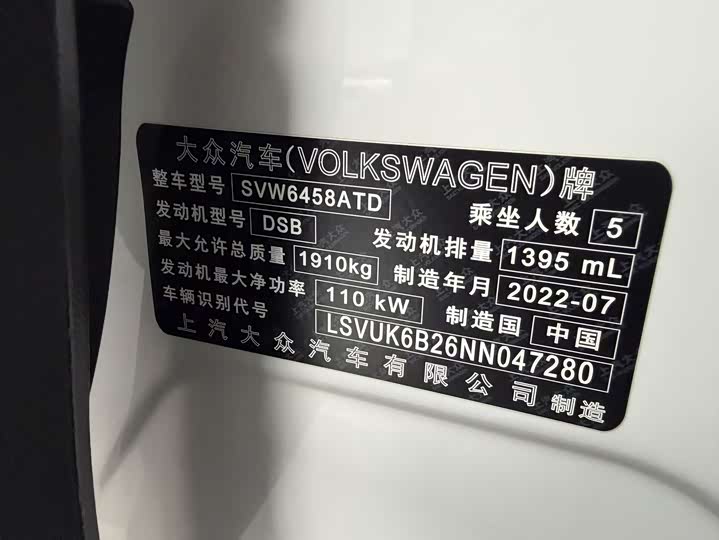 大众汽车(VOLKSWAGEN)牌
整车型号 SVW6458ATD 乘坐人数 5
发动机型号 DSB 发动机排量 1395 mL
最大允许总质量 1910kg 制造年月 2022-07
发动机最大净功率 110 kW 制造国 中国
车辆识别代号 LSVUK6B26NN047280
上汽大众汽车有限公司制造